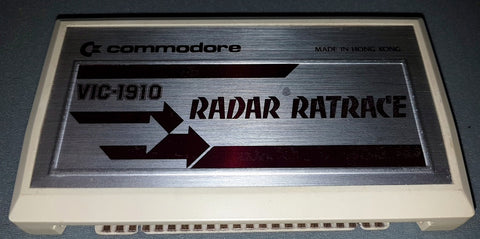 commodore
MADE IN HONG KONG
VIC-1910
RADAR RATRACE